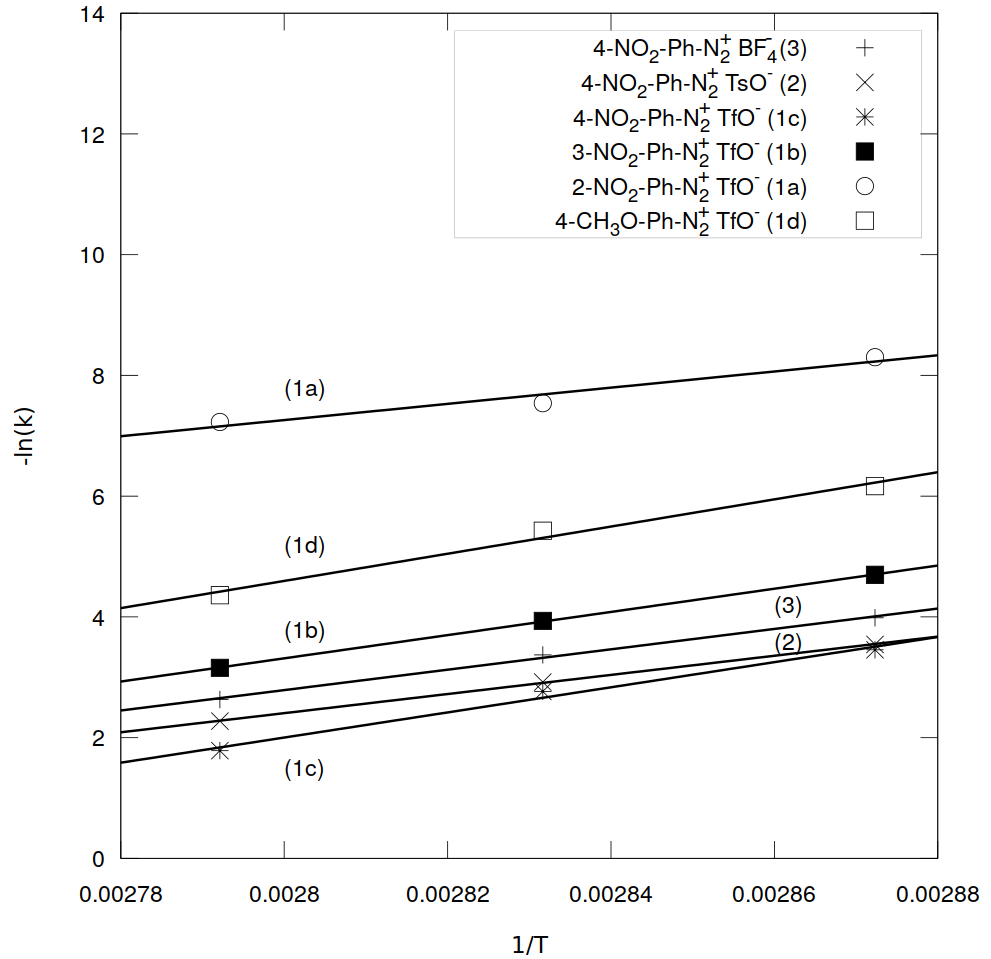 14
12
10
8
6
4
2
0
-ln(k)
4-NO₂-Ph-N₂⁺ BF₄⁻(3)
4-NO₂-Ph-N₂⁺ TsO⁻ (2)
4-NO₂-Ph-N₂⁺ TfO⁻ (1c)
3-NO₂-Ph-N₂⁺ TfO⁻ (1b)
2-NO₂-Ph-N₂⁺ TfO⁻ (1a)
4-CH₃O-Ph-N₂⁺ TfO⁻ (1d)
(1a)
(1d)
(3)
(1b)
(2)
(1c)
0.00278 0.0028 0.00282 0.00284 0.00286 0.00288
1/T